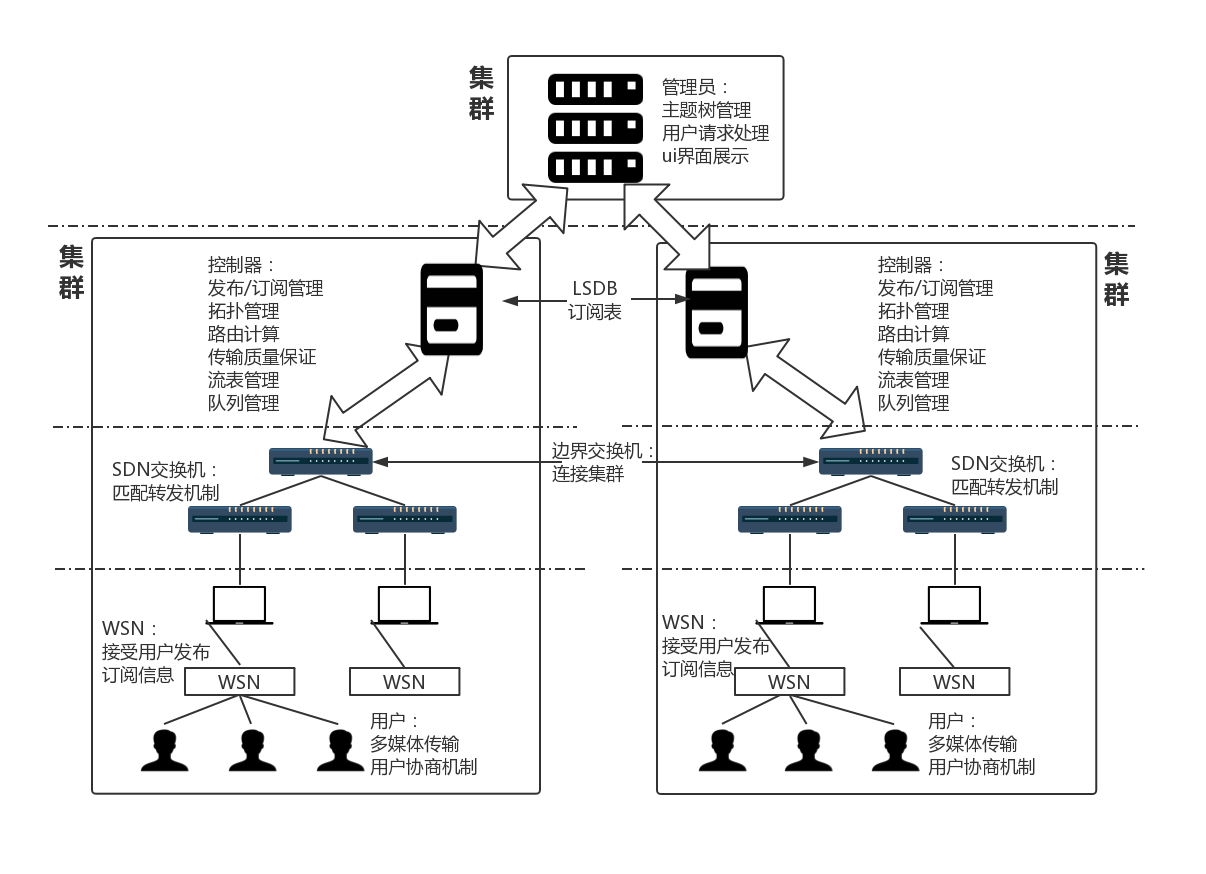 集
群
管理员：
主题树管理
用户请求处理
ui界面展示
集
群
控制器：
发布/订阅管理
拓扑管理
路由计算
传输质量保证
流表管理
队列管理
LSDB
订阅表
控制器：
发布/订阅管理
拓扑管理
路由计算
传输质量保证
流表管理
队列管理
集
群
SDN交换机：
匹配转发机制
边界交换机：
连接集群
SDN交换机：
匹配转发机制
WSN：
接受用户发布
订阅信息
WSN
WSN
用户：
多媒体传输
用户协商机制
WSN：
接受用户发布
订阅信息
WSN
WSN
用户：
多媒体传输
用户协商机制